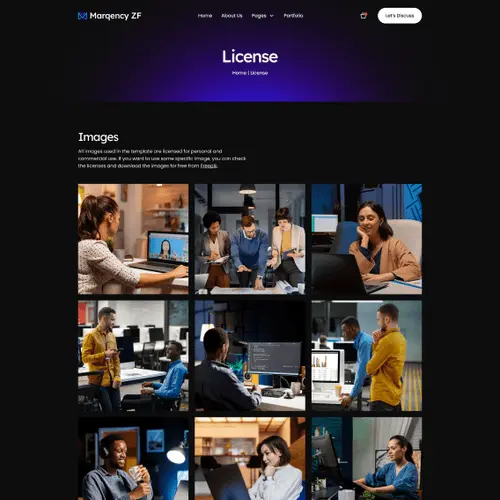 Marqency ZF
Home
About Us
Pages
Portfolio
Let's Discuss
License
Home | License
Images
All images used in the template are licensed for personal and
commercial use. If you want to use some specific image, you can check
the licenses and download the images for free from Freepik.